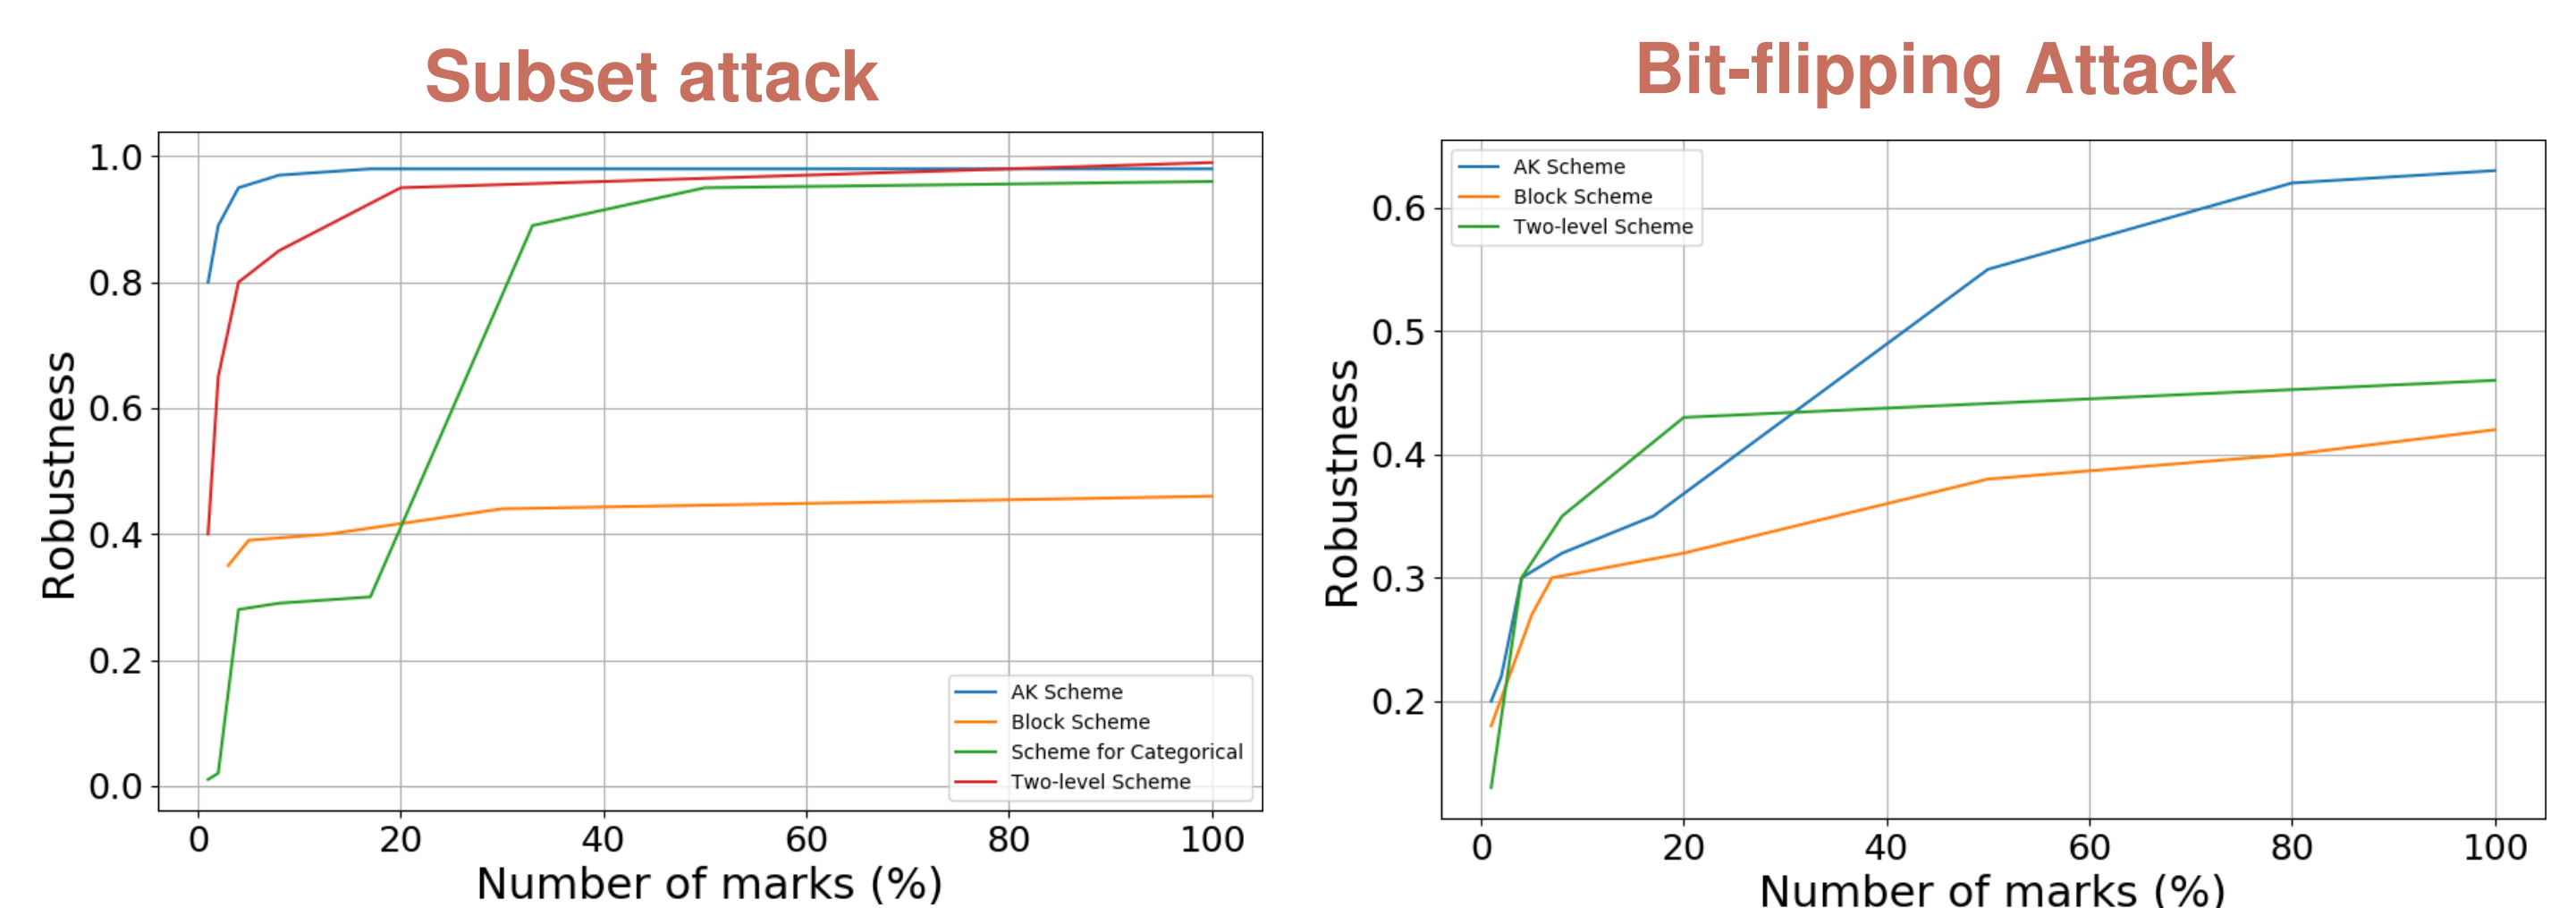 Subset attack
1.0
0.8
0.6
0.4
0.2
0.0
Robustness
AK Scheme
Block Scheme
Scheme for Categorical
Two-level Scheme
0 20 40 60 80 100
Number of marks (%)
Bit-flipping Attack
AK Scheme
Block Scheme
Two-level Scheme
0.6
0.5
0.4
0.3
0.2
Robustness
0 20 40 60 80 100
Number of marks (%)